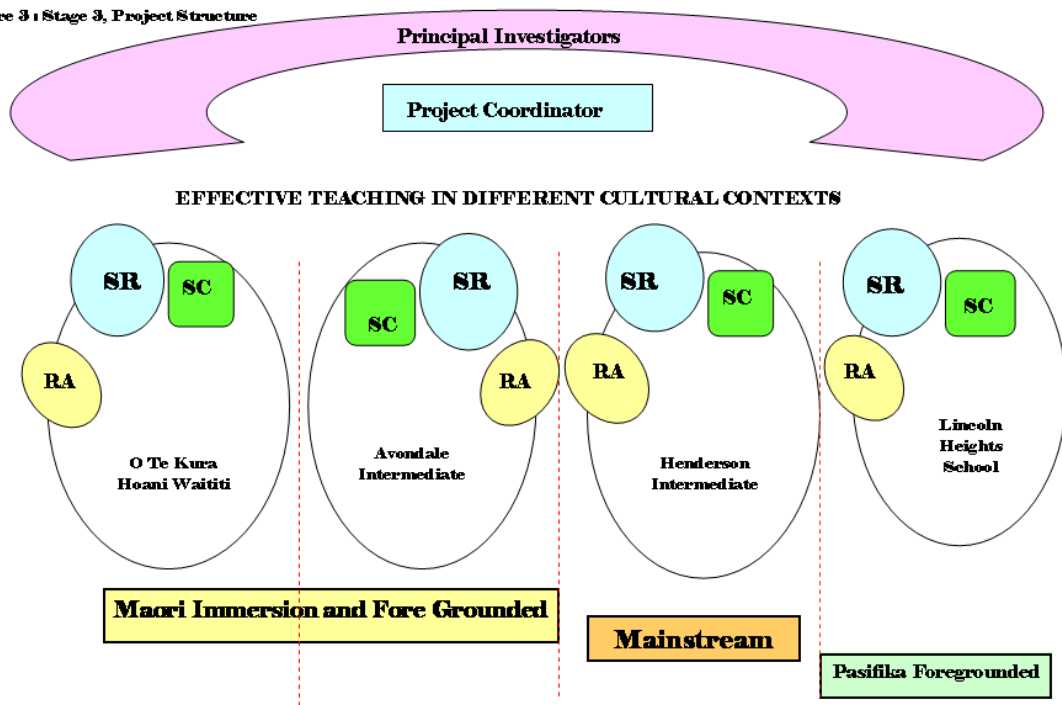 re 3 : Stage 3, Project Structure
Principal Investigators
Project Coordinator
EFFECTIVE TEACHING IN DIFFERENT CULTURAL CONTEXTS
SR
SC
RA
O Te Kura
Hoani Waititi
SR
SC
RA
Avondale
Intermediate
SR
SC
RA
Henderson
Intermediate
SR
SC
RA
Lincoln
Heights
School
Maori Immersion and Fore Grounded
Mainstream
Pasifika Foregrounded